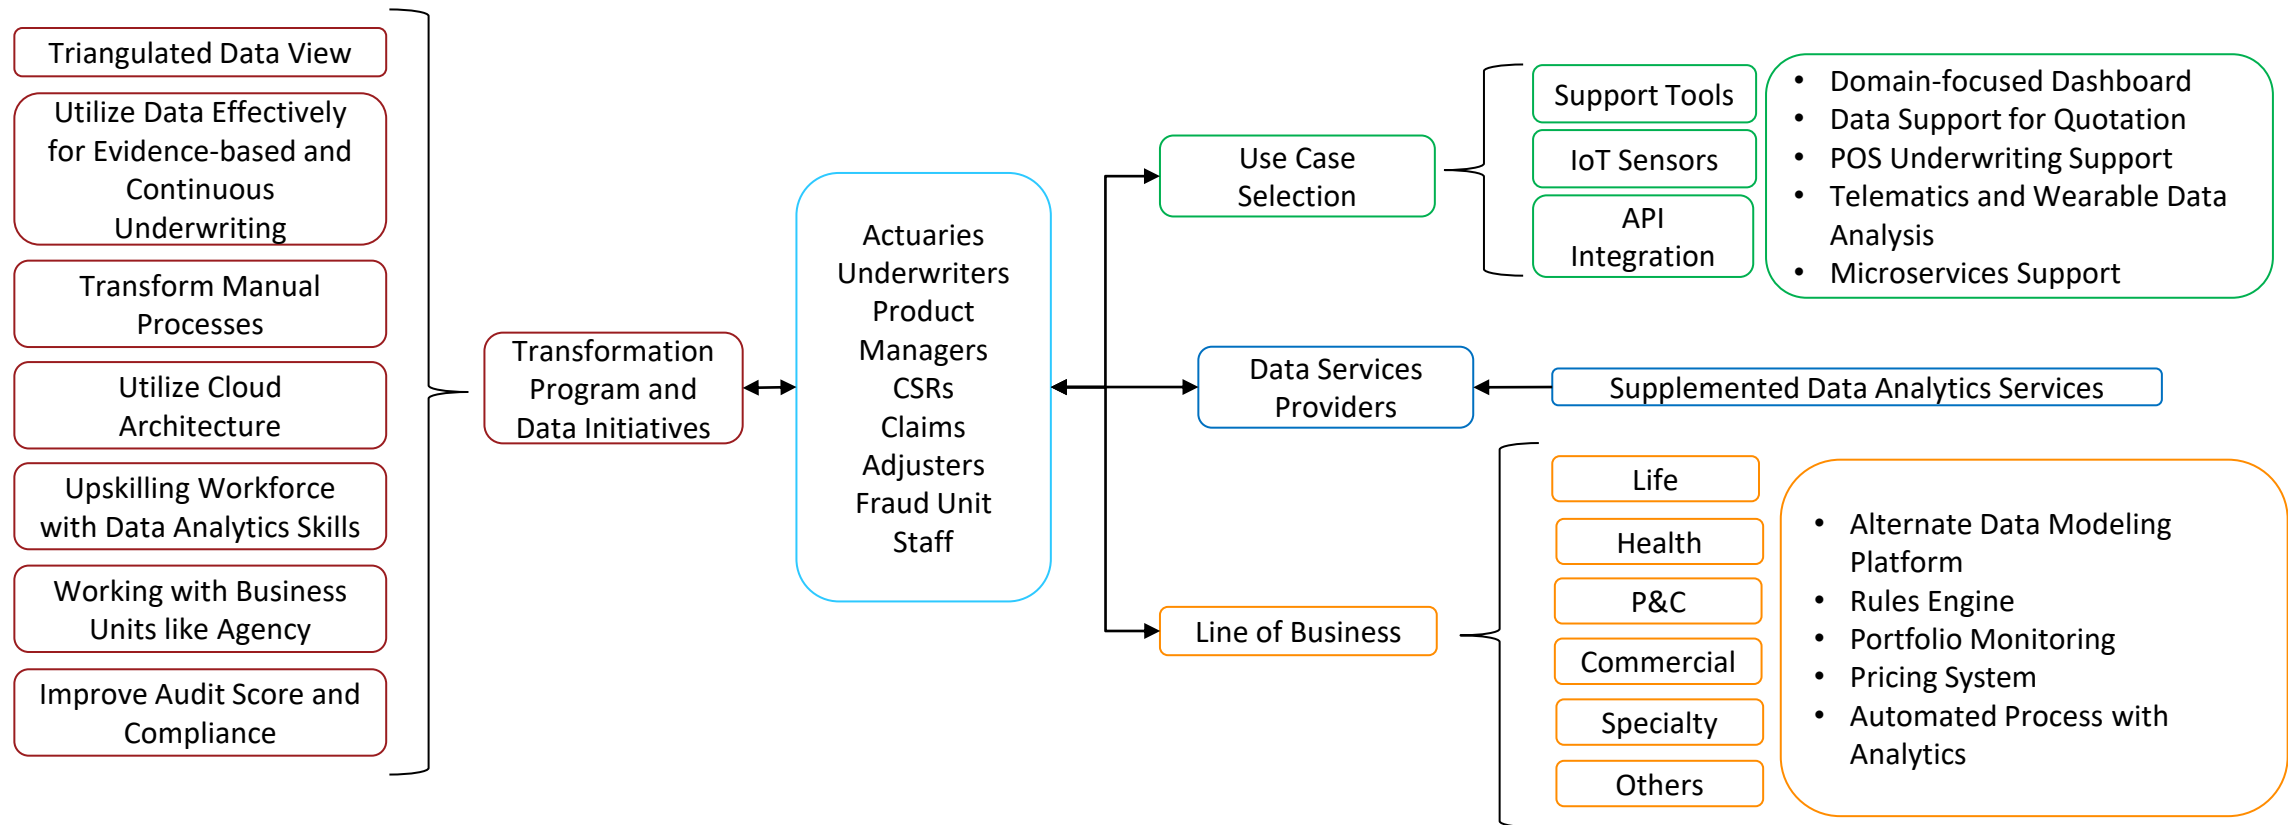 Triangulated Data View
Utilize Data Effectively
for Evidence-based and
Continuous
Underwriting
Transform Manual
Processes
Utilize Cloud
Architecture
Upskilling Workforce
with Data Analytics Skills
Working with Business
Units like Agency
Improve Audit Score and
Compliance
Transformation
Program and
Data Initiatives
Actuaries
Underwriters
Product
Managers
CSRs
Claims
Adjusters
Fraud Unit
Staff
Use Case
Selection
Support Tools
IoT Sensors
API
Integration
• Domain-focused Dashboard
• Data Support for Quotation
• POS Underwriting Support
• Telematics and Wearable Data
Analysis
• Microservices Support
Data Services
Providers
Supplemented Data Analytics Services
Line of Business
Life
Health
P&C
Commercial
Specialty
Others
• Alternate Data Modeling
Platform
• Rules Engine
• Portfolio Monitoring
• Pricing System
• Automated Process with
Analytics